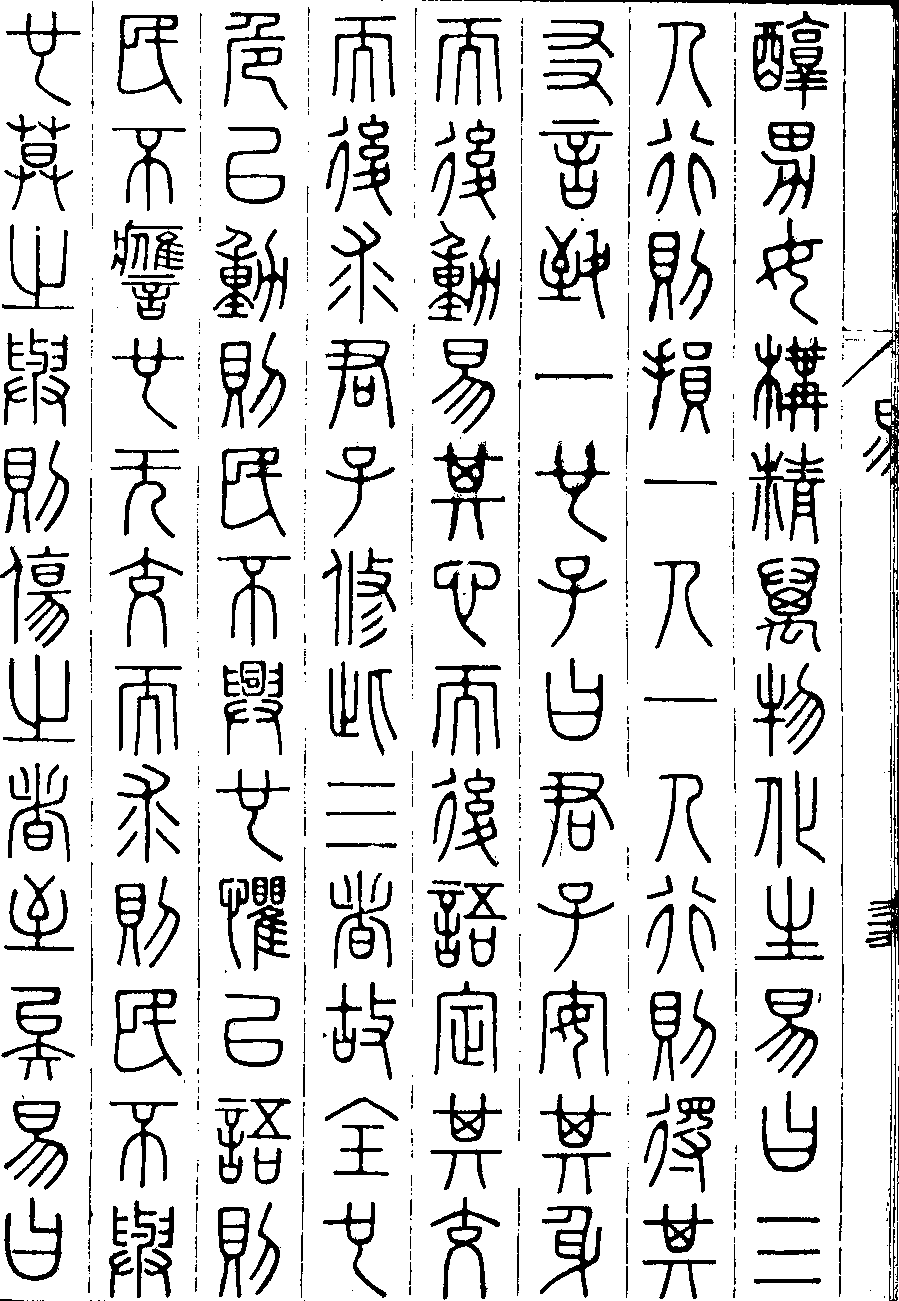 易
醇男女構精萬物化生易曰三
人行則損一人一人行則得其
友言致一也子曰君子安其身
而後動易其心而後語定其交
而後求君子修此三者故全也
危以動則民不興也懼以語則
民不譍也无交而求則民不與
也莫之與則傷之者至矣易曰